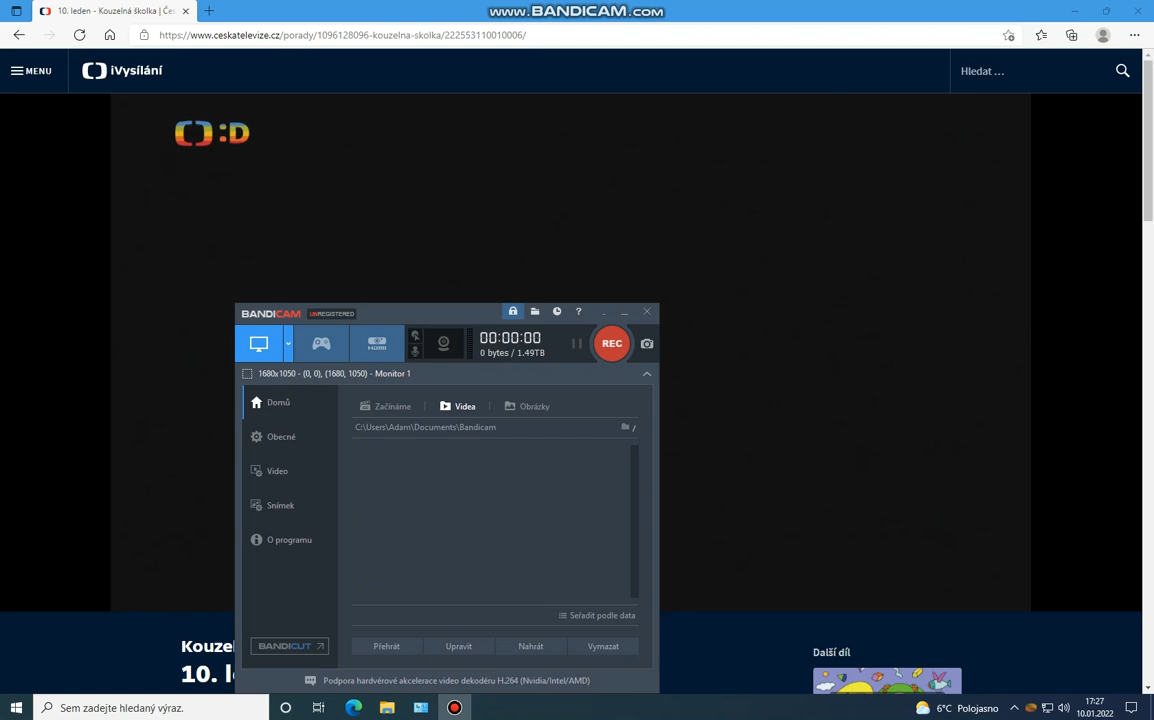 10. leden - Kouzelná školka | Čes
www.BANDICAM.com
https://www.ceskatelevize.cz/porady/1096128096-kouzelna-skolka/222553110010006/
MENU
iVysílání
Hledat ...
:D
BANDICAM
UNREGISTERED
?
HDMI
00:00:00
0 bytes / 1.49TB
REC
1680x1050 - (0, 0), (1680, 1050) - Monitor 1
Domů
Začínáme
Videa
Obrázky
C:\Users\Adam\Documents\Bandicam
Obecné
Video
Snímek
O programu
Seřadit podle data
BANDICUT
Přehrát
Upravit
Nahrát
Vymazat
Podpora hardvérové akcelerace video dekodéru H.264 (Nvidia/Intel/AMD)
Kouzel
10. le
Další díl
Sem zadejte hledaný výraz.
6°C Polojasno
17:27
10.01.2022